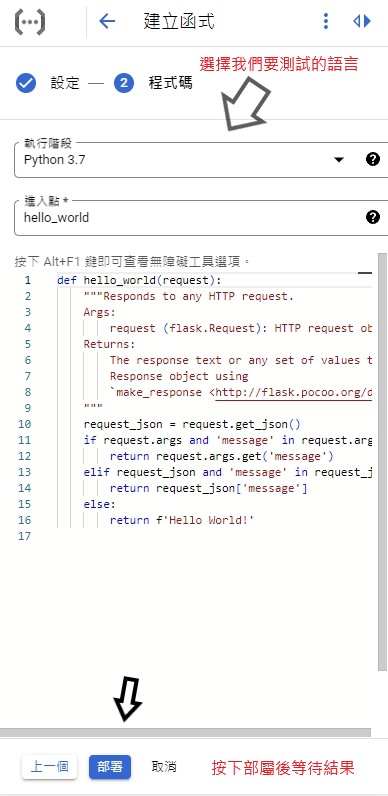 建立函式
選擇我們要測試的語言
設定 — 2 程式碼
執行階段
Python 3.7
進入點 *
hello_world
按下 Alt+F1 鍵即可查看無障礙工具選項。
1 def hello_world(request):
2 """Responds to any HTTP request.
3 Args:
4 request (flask.Request): HTTP request ob
5 Returns:
6 The response text or any set of values t
7 Response object using
8 `make_response <http://flask.pocoo.org/d
9 """
10 request_json = request.get_json()
11 if request.args and 'message' in request.arg
12 return request.args.get('message')
13 elif request_json and 'message' in request_j
14 return request_json['message']
15 else:
16 return f'Hello World!'
17
上一個 部署 取消 按下部屬後等待結果